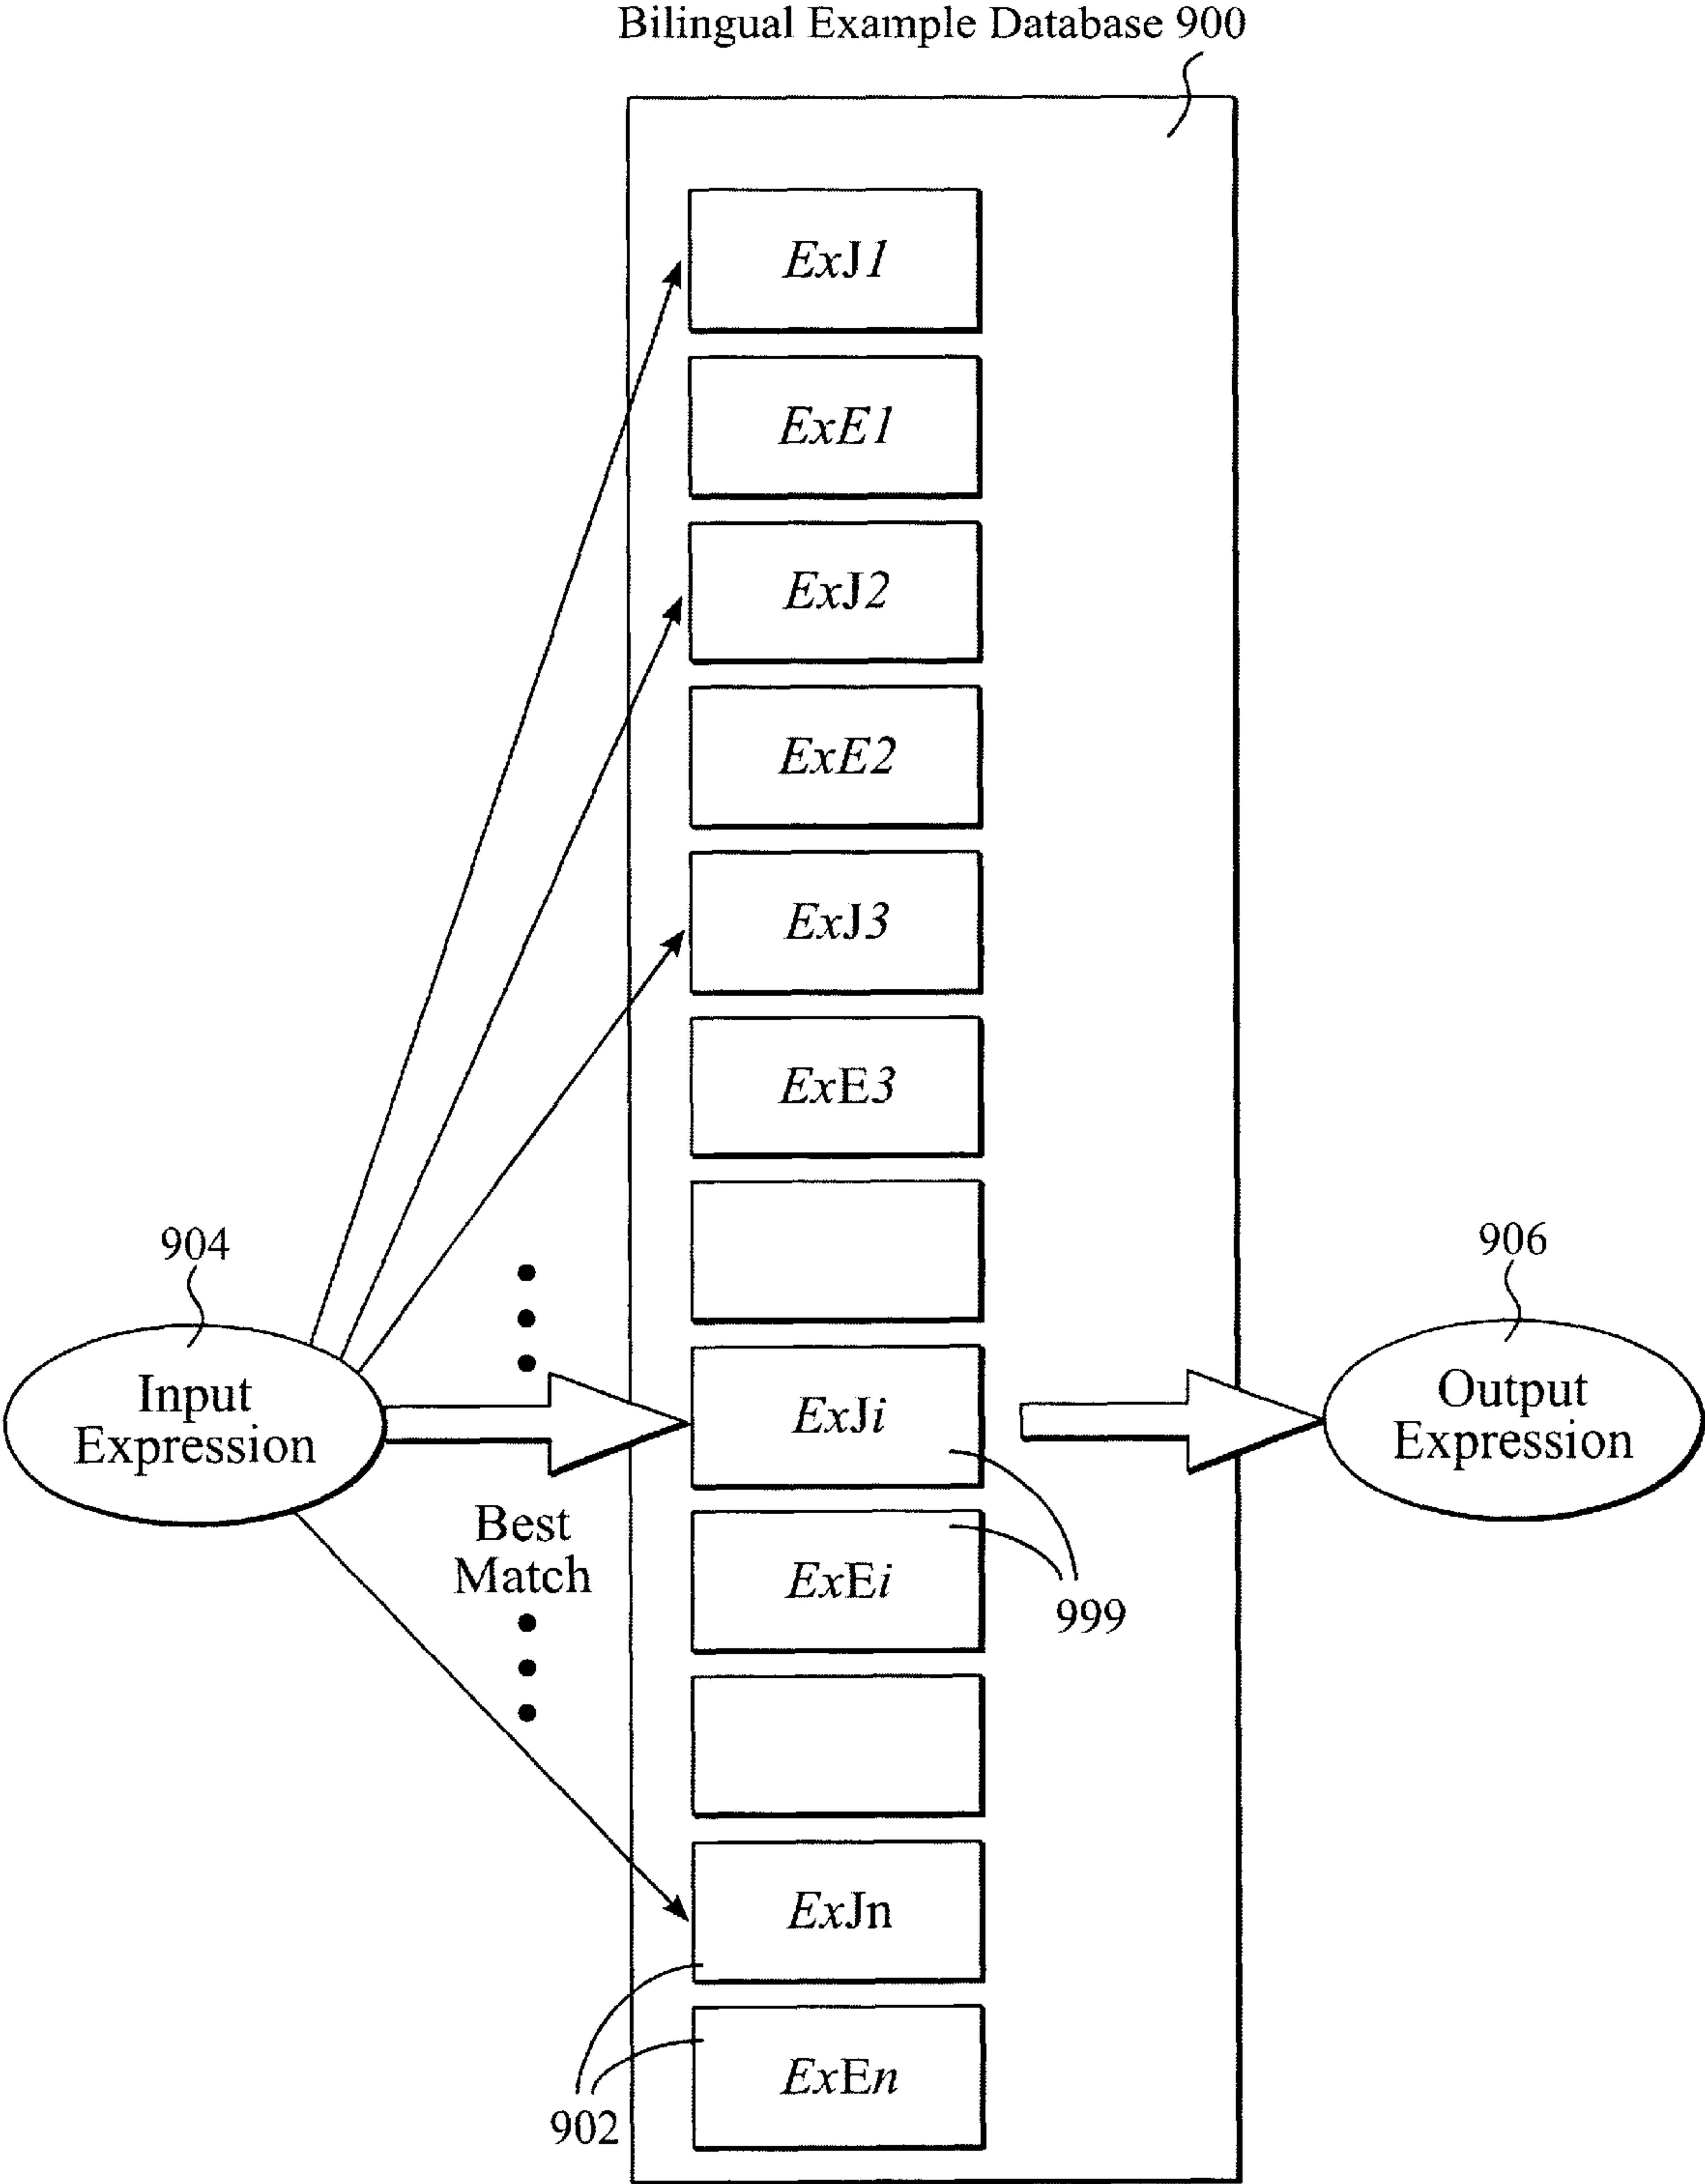 Bilingual Example Database 900
ExJ1
ExE1
ExJ2
ExE2
ExJ3
ExE3
904
906
Input
Expression
ExJi
Output
Expression
Best
Match
ExEi
999
ExJn
ExEn
902